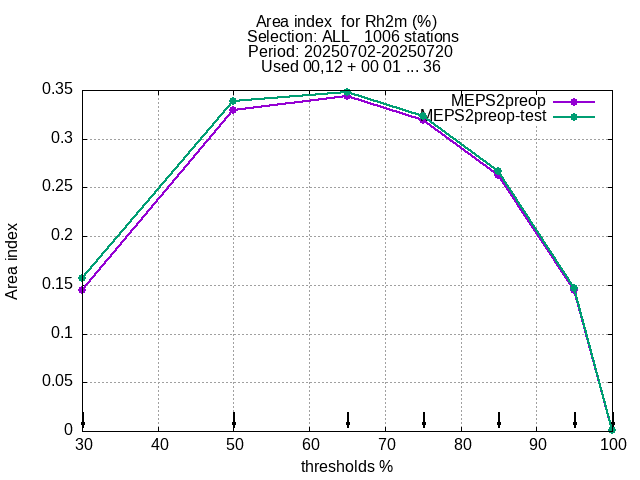 Area index  for Rh2m (%)
Selection: ALL   1006 stations
Period: 20250702-20250720
Used 00,12 + 00 01 ... 36
MEPS2preop
MEPS2preop-test
Area index
0.35
0.3
0.25
0.2
0.15
0.1
0.05
0
30 40 50 60 70 80 90 100
thresholds %